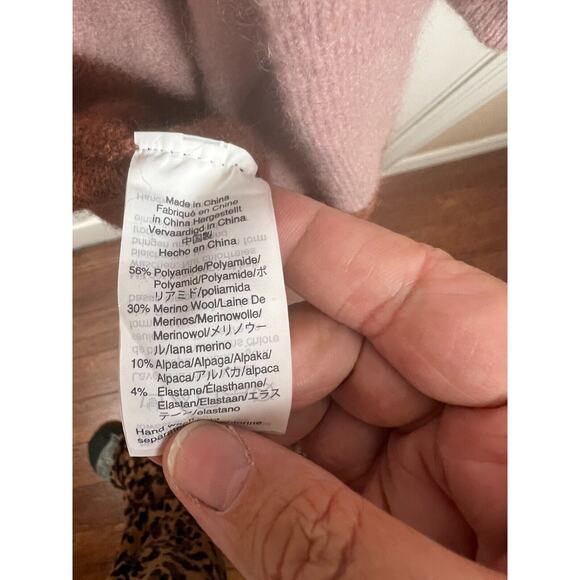 Made in China
Fabriqué en Chine
In China Hergestellt
Vervaardigd in China
中国製
Hecho en China
56% Polyamide/Polyamide/
Polyamid/Polyamide/ポ
リアミド/poliamida
30% Merino Wool/Laine De
Merinos/Merinowolle/
Merinowol/メリノウー
ル/lana merino
10% Alpaca/Alpaga/Alpaka/
Alpaca/アルパカ/alpaca
4% Elastane/Élasthanne/
Elastan/Elastaan/エラス
テーン/elastano
Hand